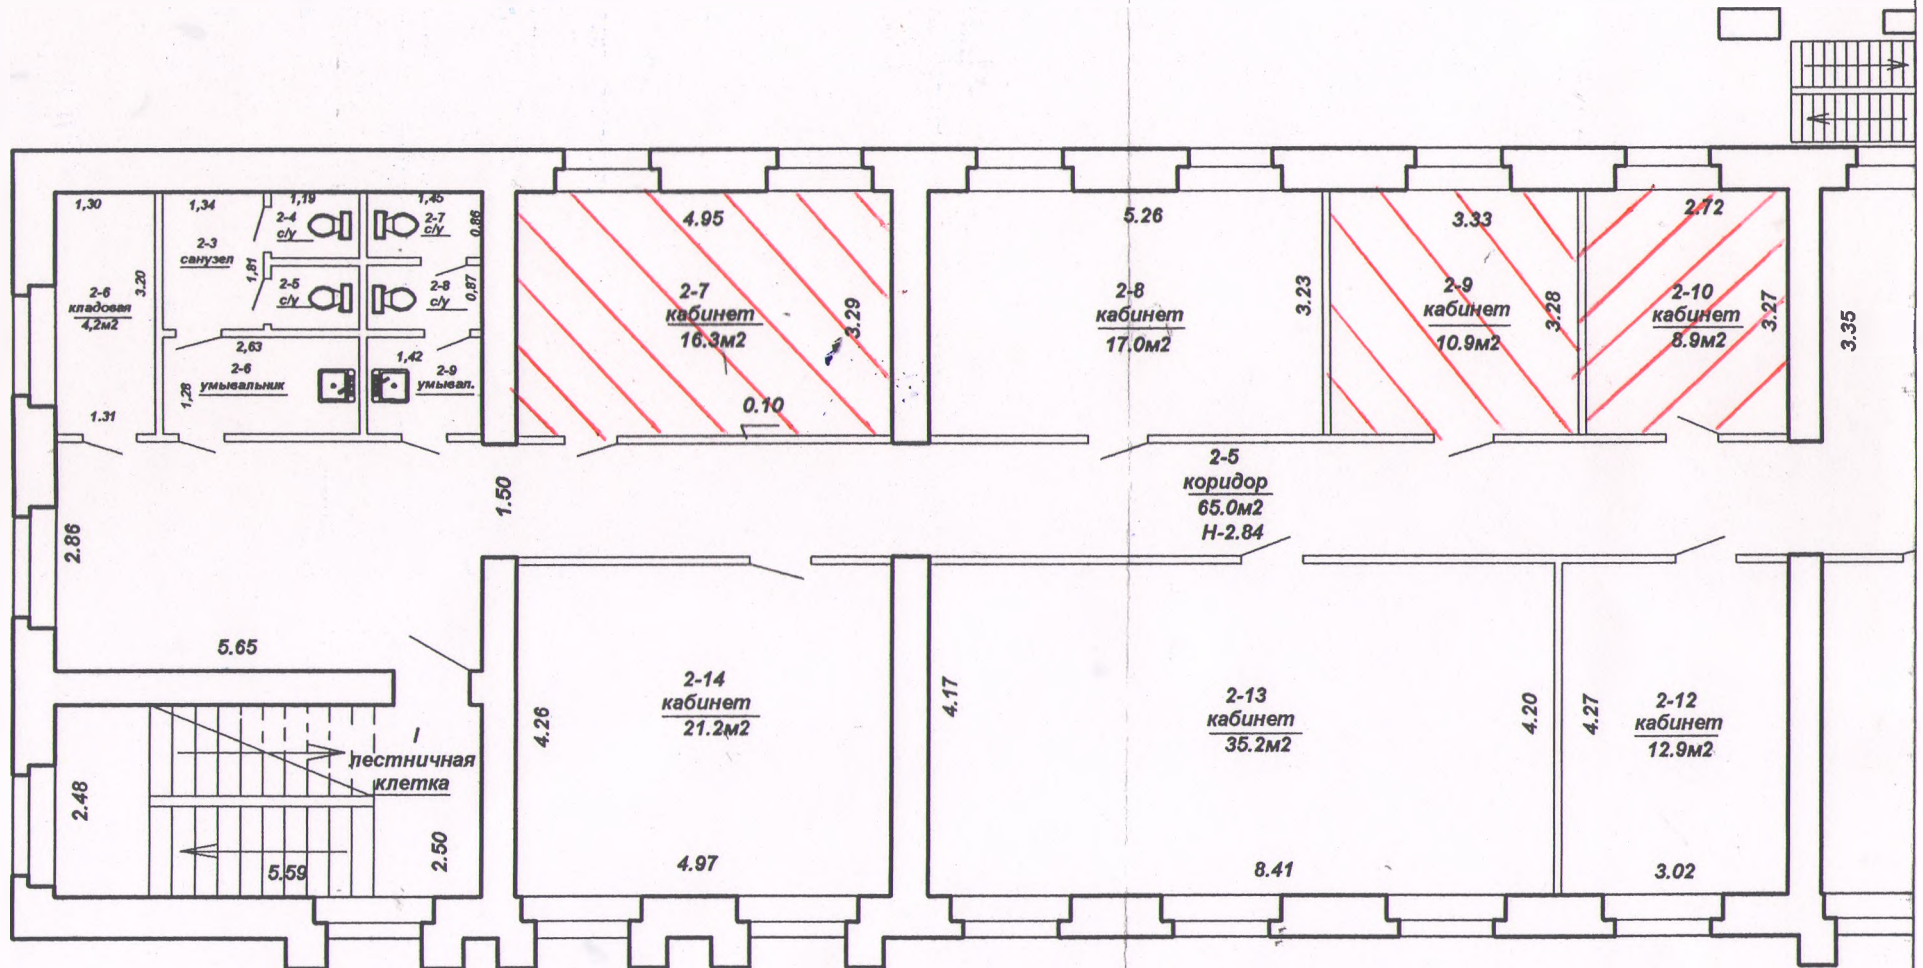 1,30
1,34
1,19
1,45
0,86
2-4
с/у
2-7
с/у
2-3
санузел
1,81
3.20
2-6
кладовая
4,2м2
2-5
с/у
2-8
с/у
0,87
2,63
2-6
умывальник
1,28
1,42
2-9
умывал.
1.31
4.95
2-7
кабинет
16.3м2
3.29
0.10
5.26
2-8
кабинет
17.0м2
3.23
3.33
2-9
кабинет
10.9м2
3.28
2.72
2-10
кабинет
8.9м2
3.27
3.35
1.50
2-5
коридор
65.0м2
Н-2.84
2.86
5.65
I
лестничная
клетка
2.48
5.59
2.50
2-14
кабинет
21.2м2
4.26
4.97
4.17
2-13
кабинет
35.2м2
4.20
8.41
4.27
2-12
кабинет
12.9м2
3.02